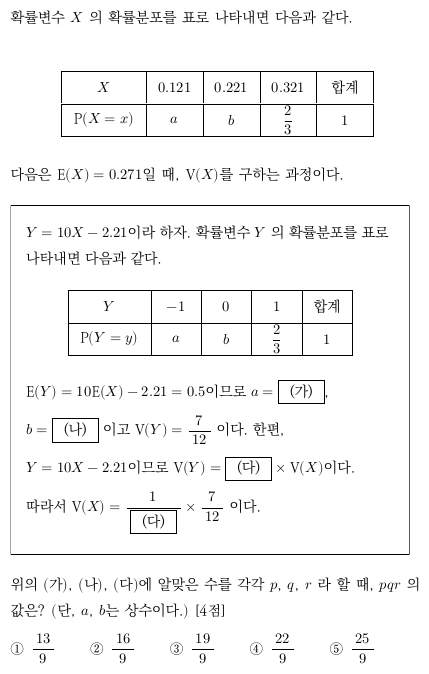 확률변수 X 의 확률분포를 표로 나타내면 다음과 같다.
X 0.121 0.221 0.321 합계
P(X = x) a b 2/3 1
다음은 E(X) = 0.271일 때, V(X)를 구하는 과정이다.
Y = 10X − 2.21이라 하자. 확률변수 Y 의 확률분포를 표로
나타내면 다음과 같다.
Y −1 0 1 합계
P(Y = y) a b 2/3 1
E(Y) = 10E(X) − 2.21 = 0.5이므로 a = (가),
b = (나) 이고 V(Y) = 7/12 이다. 한편,
Y = 10X − 2.21이므로 V(Y) = (다) × V(X)이다.
따라서 V(X) = 1/(다) × 7/12 이다.
위의 (가), (나), (다)에 알맞은 수를 각각 p, q, r 라 할 때, pqr 의
값은? (단, a, b는 상수이다.) [4점]
① 13/9 ② 16/9 ③ 19/9 ④ 22/9 ⑤ 25/9